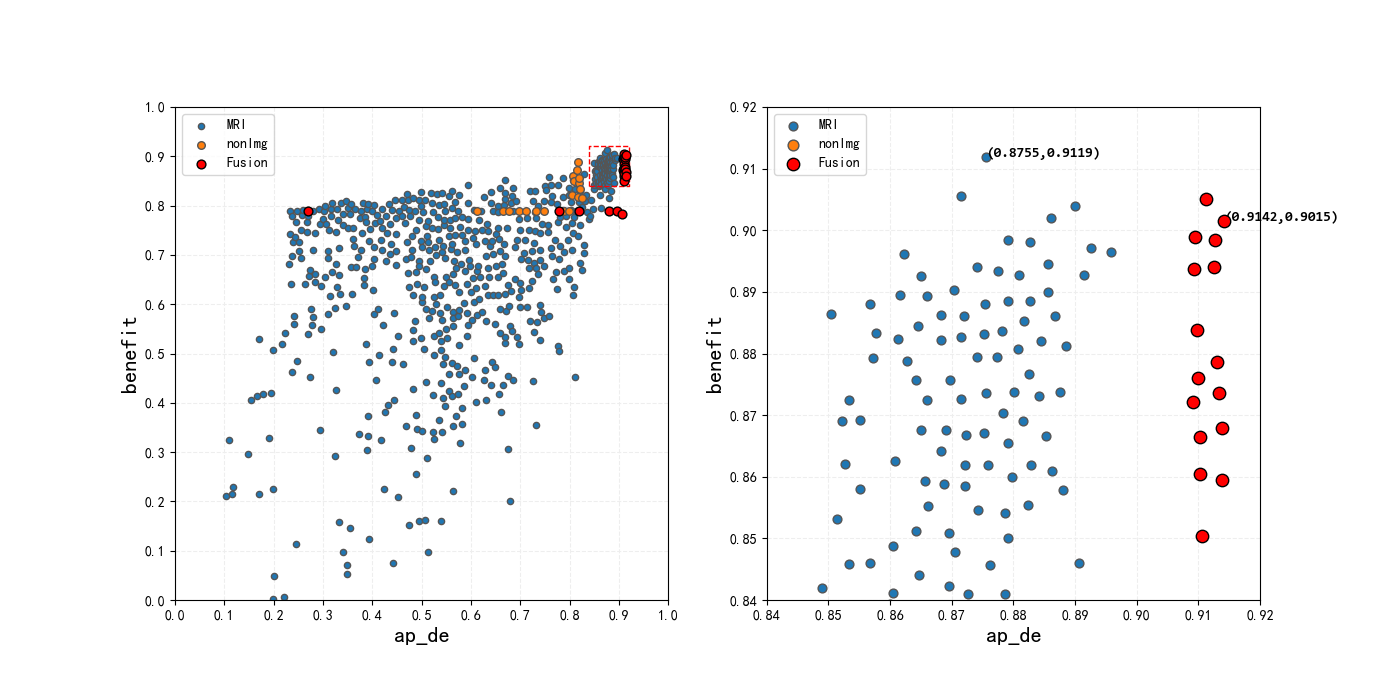 benefit
1.0
0.9
0.8
0.7
0.6
0.5
0.4
0.3
0.2
0.1
0.0
MRI
nonImg
Fusion
0.0 0.1 0.2 0.3 0.4 0.5 0.6 0.7 0.8 0.9 1.0
ap_de
benefit
0.92
0.91
0.90
0.89
0.88
0.87
0.86
0.85
0.84
MRI
nonImg
Fusion
(0.8755,0.9119)
(0.9142,0.9015)
0.84 0.85 0.86 0.87 0.88 0.89 0.90 0.91 0.92
ap_de